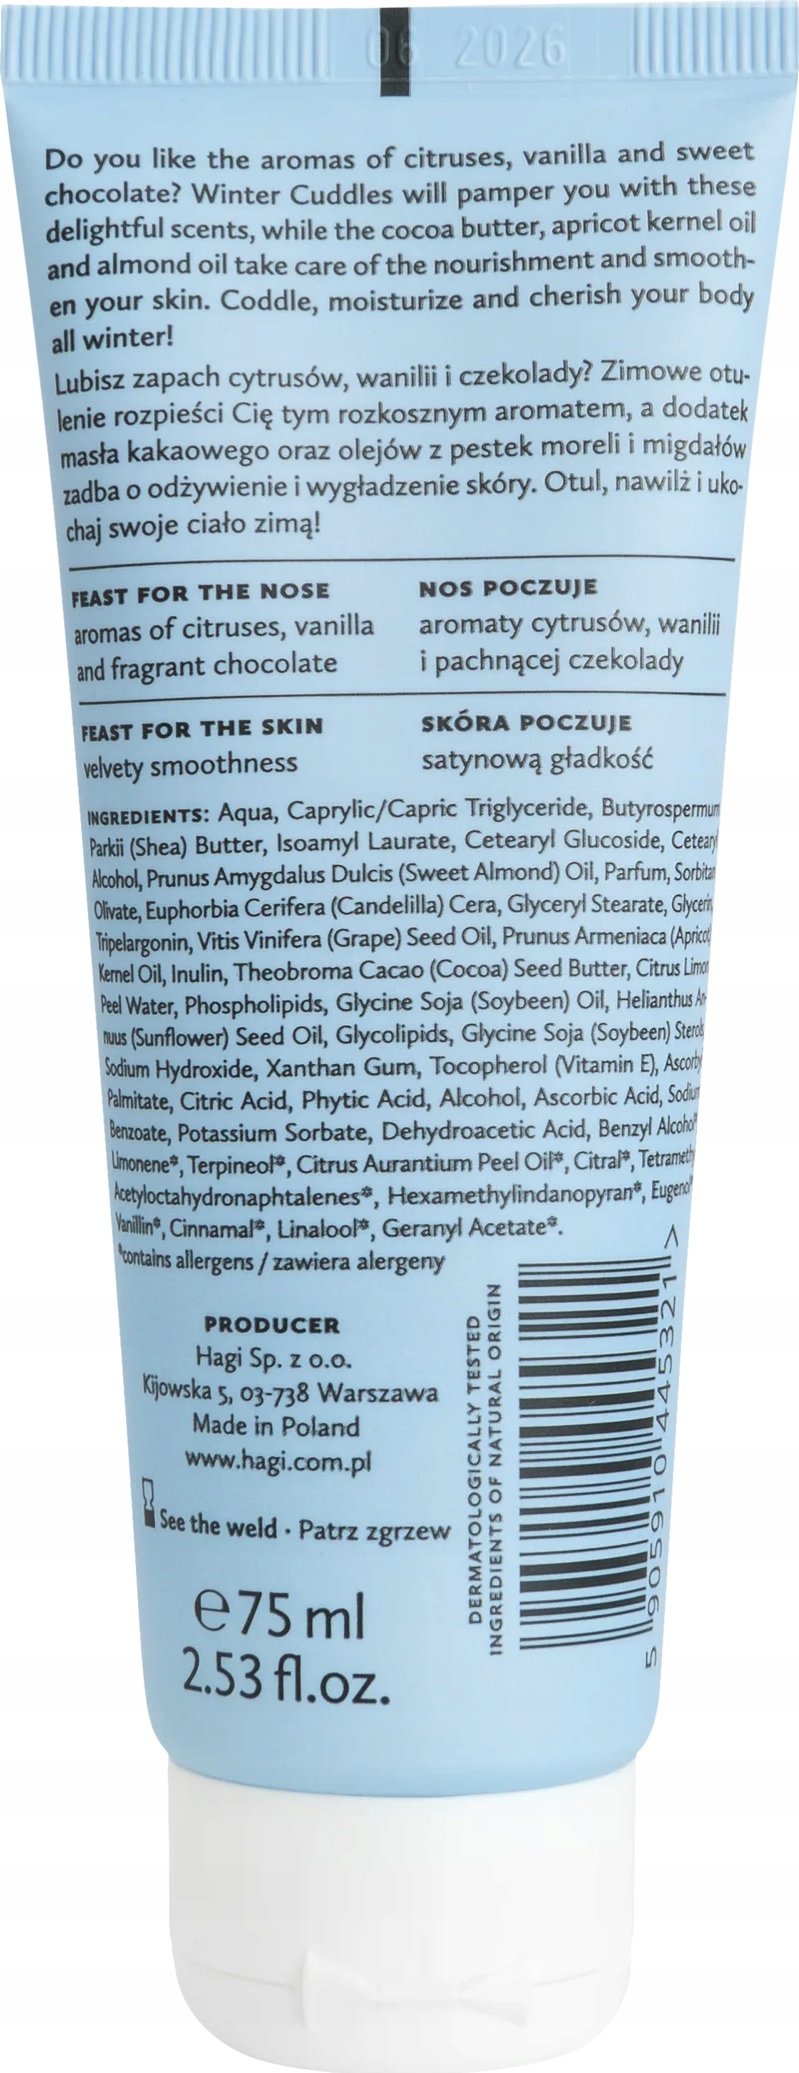 06 2026
Do you like the aromas of citruses, vanilla and sweet
chocolate? Winter Cuddles will pamper you with these
delightful scents, while the cocoa butter, apricot kernel oil
and almond oil take care of the nourishment and smooth-
en your skin. Coddle, moisturize and cherish your body
all winter!
Lubisz zapach cytrusów, wanilii i czekolady? Zimowe otu-
lenie rozpieści Cię tym rozkosznym aromatem, a dodatek
masła kakaowego oraz olejów z pestek moreli i migdałów
zadba o odżywienie i wygładzenie skóry. Otul, nawilż i uko-
chaj swoje ciało zimą!
FEAST FOR THE NOSE
aromas of citruses, vanilla
and fragrant chocolate
NOS POCZUJE
aromaty cytrusów, wanilii
i pachnącej czekolady
FEAST FOR THE SKIN
velvety smoothness
SKÓRA POCZUJE
satynową gładkość
INGREDIENTS: Aqua, Caprylic/Capric Triglyceride, Butyrospermum
Parkii (Shea) Butter, Isoamyl Laurate, Cetearyl Glucoside, Cetearyl
Alcohol, Prunus Amygdalus Dulcis (Sweet Almond) Oil, Parfum, Sorbitan
Olivate, Euphorbia Cerifera (Candelilla) Cera, Glyceryl Stearate, Glycerin,
Tripelargonin, Vitis Vinifera (Grape) Seed Oil, Prunus Armeniaca (Apricot)
Kernel Oil, Inulin, Theobroma Cacao (Cocoa) Seed Butter, Citrus Limon
Peel Water, Phospholipids, Glycine Soja (Soybeen) Oil, Helianthus An-
nuus (Sunflower) Seed Oil, Glycolipids, Glycine Soja (Soybeen) Sterols,
Sodium Hydroxide, Xanthan Gum, Tocopherol (Vitamin E), Ascorbyl
Palmitate, Citric Acid, Phytic Acid, Alcohol, Ascorbic Acid, Sodium
Benzoate, Potassium Sorbate, Dehydroacetic Acid, Benzyl Alcohol*,
Limonene*, Terpineol*, Citrus Aurantium Peel Oil*, Citral*, Tetramethyl
Acetyloctahydronaphtalenes*, Hexamethylindanopyran*, Eugenol*,
Vanillin*, Cinnamal*, Linalool*, Geranyl Acetate*.
*contains allergens / zawiera alergeny
PRODUCER
Hagi Sp. z o.o.
Kijowska 5, 03-738 Warszawa
Made in Poland
www.hagi.com.pl
See the weld · Patrz zgrzew
℮75 ml
2.53 fl.oz.
DERMATOLOGICALLY TESTED
INGREDIENTS OF NATURAL ORIGIN
5 905910 445321 >